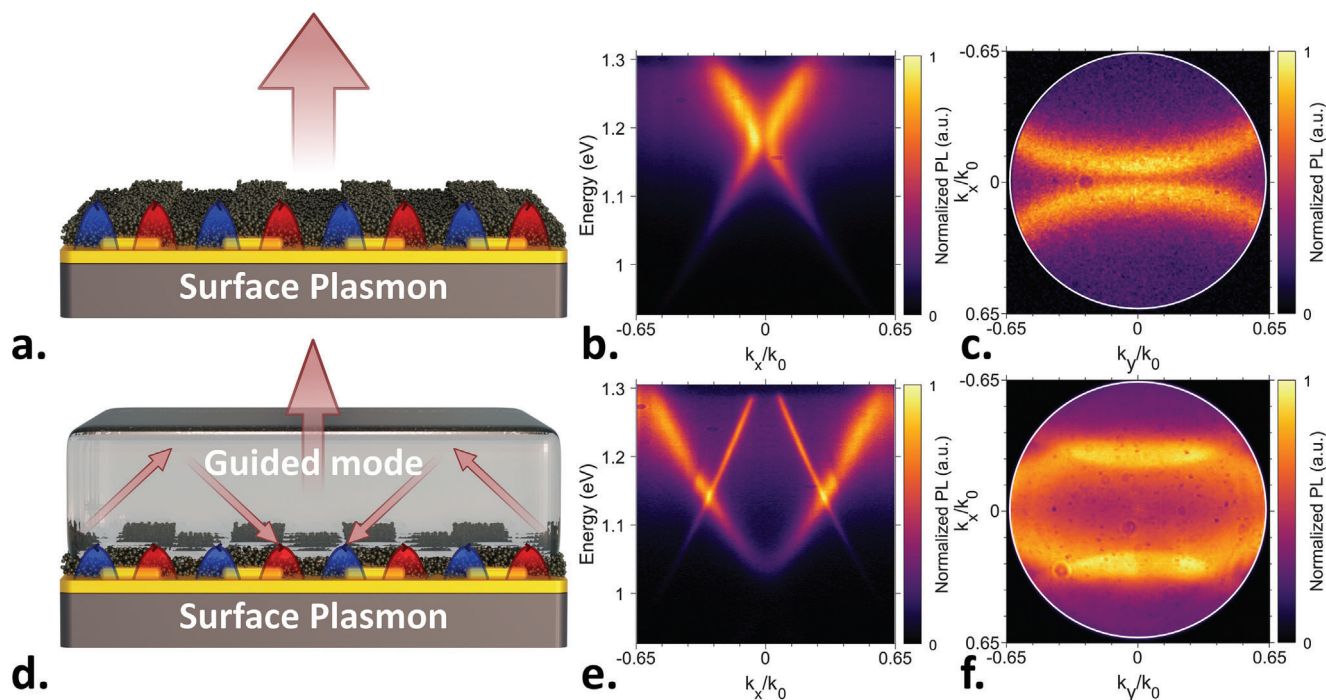 Surface Plasmon
a.
Energy (eV)
1.3
1.2
1.1
1
-0.65
0
0.65
k_x/k_0
b.
1
Normalized PL (a.u.)
0
-0.65
k_x/k_0
0
0.65
-0.65
0
0.65
k_y/k_0
c.
1
Normalized PL (a.u.)
0
Guided mode
Surface Plasmon
d.
Energy (eV)
1.3
1.2
1.1
1
-0.65
0
0.65
k_x/k_0
e.
1
Normalized PL (a.u.)
0
-0.65
k_x/k_0
0
0.65
-0.65
0
0.65
k_y/k_0
f.
1
Normalized PL (a.u.)
0